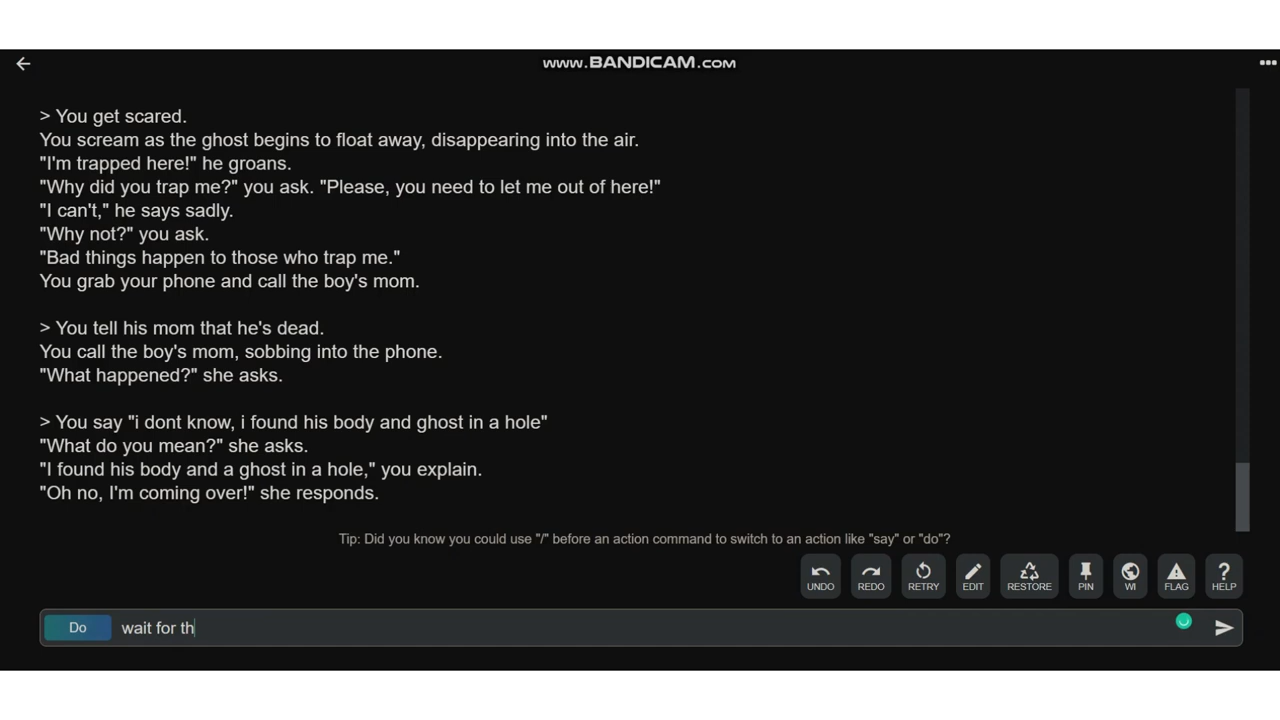 www.BANDICAM.com
> You get scared.
You scream as the ghost begins to float away, disappearing into the air.
"I'm trapped here!" he groans.
"Why did you trap me?" you ask. "Please, you need to let me out of here!"
"I can't," he says sadly.
"Why not?" you ask.
"Bad things happen to those who trap me."
You grab your phone and call the boy's mom.
> You tell his mom that he's dead.
You call the boy's mom, sobbing into the phone.
"What happened?" she asks.
> You say "i dont know, i found his body and ghost in a hole"
"What do you mean?" she asks.
"I found his body and a ghost in a hole," you explain.
"Oh no, I'm coming over!" she responds.
Tip: Did you know you could use "/" before an action command to switch to an action like "say" or "do"?
UNDO REDO RETRY EDIT RESTORE PIN WI FLAG HELP
Do wait for th